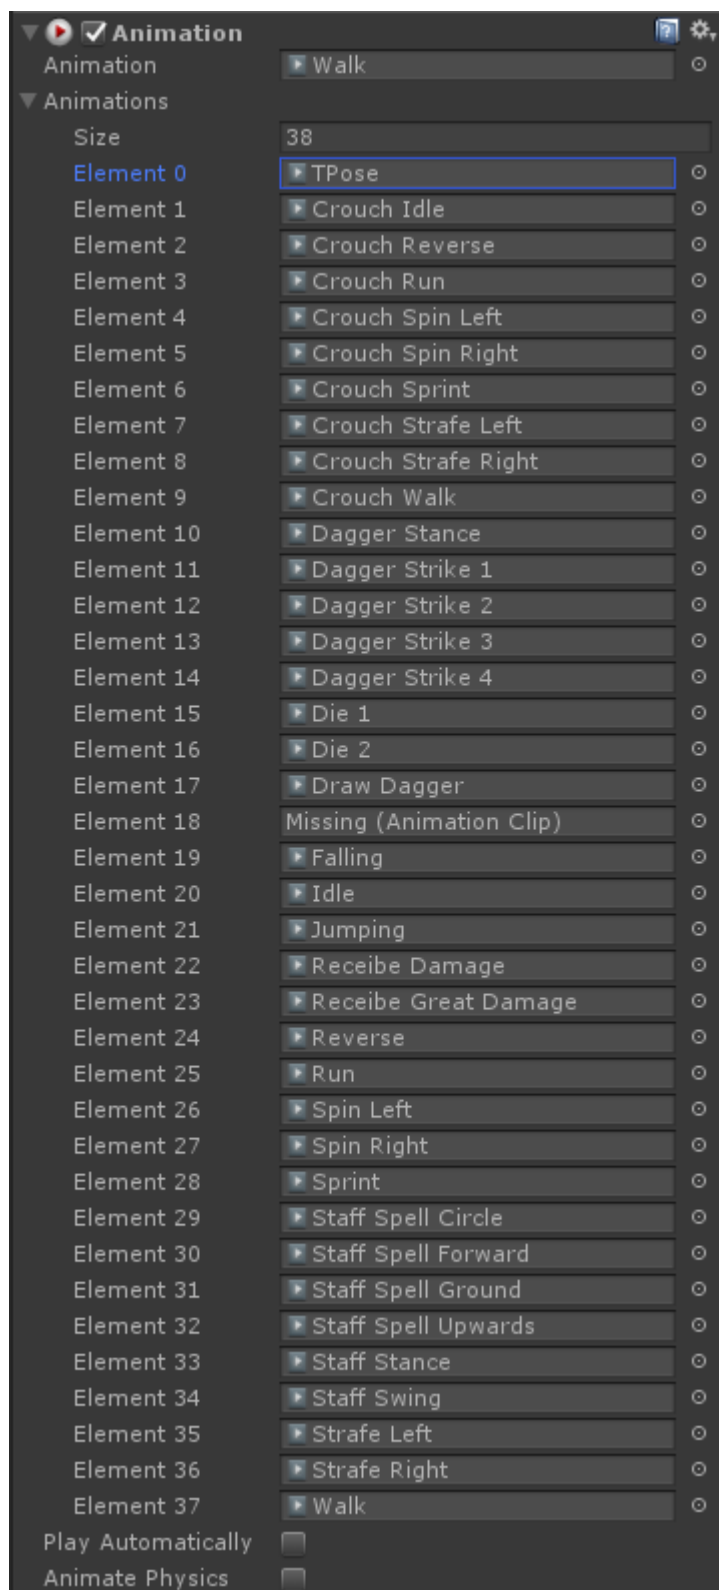 Animation
Animation Walk
Animations
Size 38
Element 0 TPose
Element 1 Crouch Idle
Element 2 Crouch Reverse
Element 3 Crouch Run
Element 4 Crouch Spin Left
Element 5 Crouch Spin Right
Element 6 Crouch Sprint
Element 7 Crouch Strafe Left
Element 8 Crouch Strafe Right
Element 9 Crouch Walk
Element 10 Dagger Stance
Element 11 Dagger Strike 1
Element 12 Dagger Strike 2
Element 13 Dagger Strike 3
Element 14 Dagger Strike 4
Element 15 Die 1
Element 16 Die 2
Element 17 Draw Dagger
Element 18 Missing (Animation Clip)
Element 19 Falling
Element 20 Idle
Element 21 Jumping
Element 22 Receibe Damage
Element 23 Receibe Great Damage
Element 24 Reverse
Element 25 Run
Element 26 Spin Left
Element 27 Spin Right
Element 28 Sprint
Element 29 Staff Spell Circle
Element 30 Staff Spell Forward
Element 31 Staff Spell Ground
Element 32 Staff Spell Upwards
Element 33 Staff Stance
Element 34 Staff Swing
Element 35 Strafe Left
Element 36 Strafe Right
Element 37 Walk
Play Automatically
Animate Physics